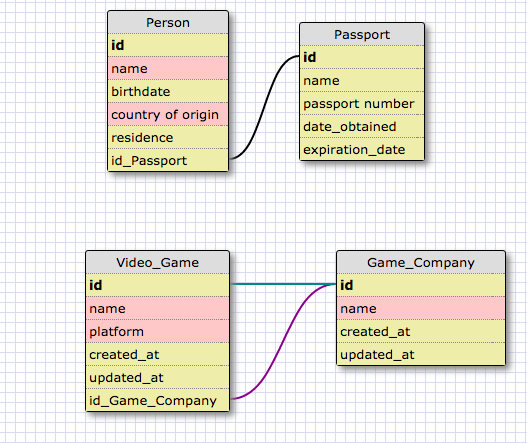 Person
id
name
birthdate
country of origin
residence
id_Passport
Passport
id
name
passport number
date_obtained
expiration_date
Video_Game
id
name
platform
created_at
updated_at
id_Game_Company
Game_Company
id
name
created_at
updated_at